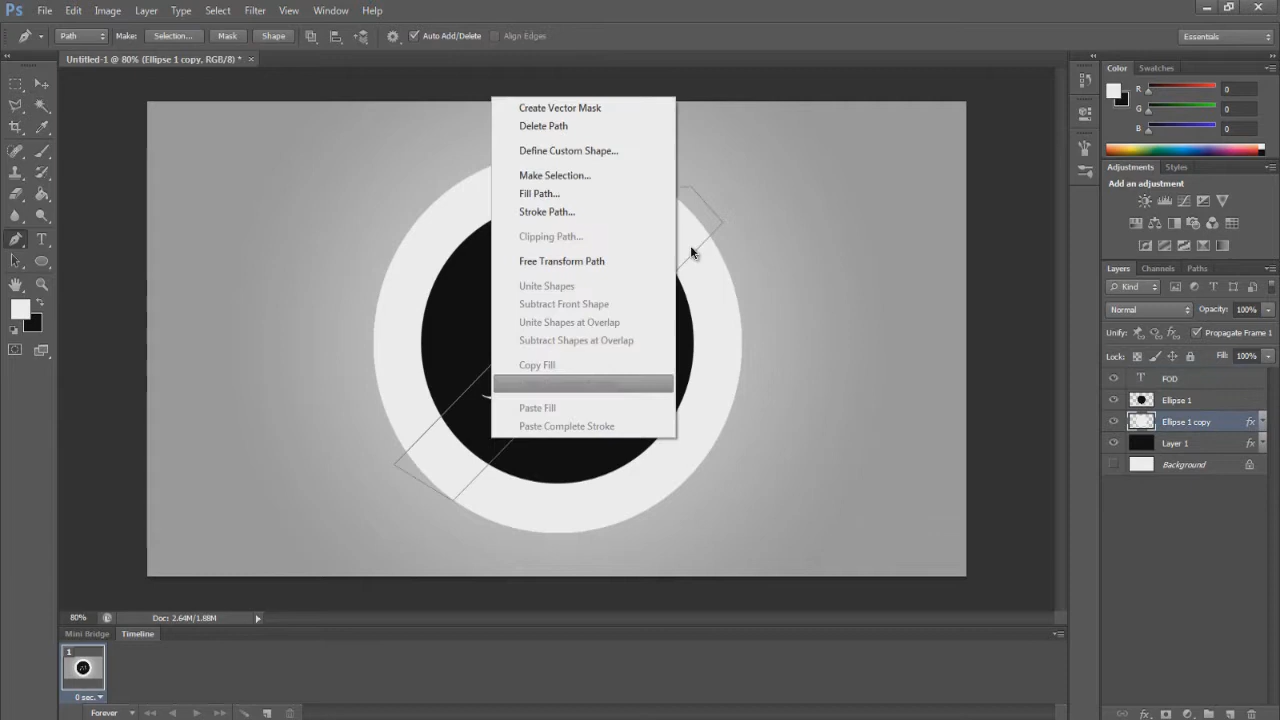 Ps File Edit Image Layer Type Select Filter View Window Help
Path Make: Selection... Mask Shape Auto Add/Delete Align Edges Essentials
Untitled-1 @ 80% (Ellipse 1 copy, RGB/8) * ×
Create Vector Mask
Delete Path
Define Custom Shape...
Make Selection...
Fill Path...
Stroke Path...
Clipping Path...
Free Transform Path
Unite Shapes
Subtract Front Shape
Unite Shapes at Overlap
Subtract Shapes at Overlap
Copy Fill
Paste Fill
Paste Complete Stroke
Color Swatches
R 0
G 0
B 0
Adjustments Styles
Add an adjustment
Layers Channels Paths
Kind
Normal Opacity: 100%
Unify: Propagate Frame 1
Lock: Fill: 100%
FOD
Ellipse 1
Ellipse 1 copy fx
Layer 1 fx
Background
80% Doc: 2.64M/1.88M
Mini Bridge Timeline
1
0 sec.
Forever